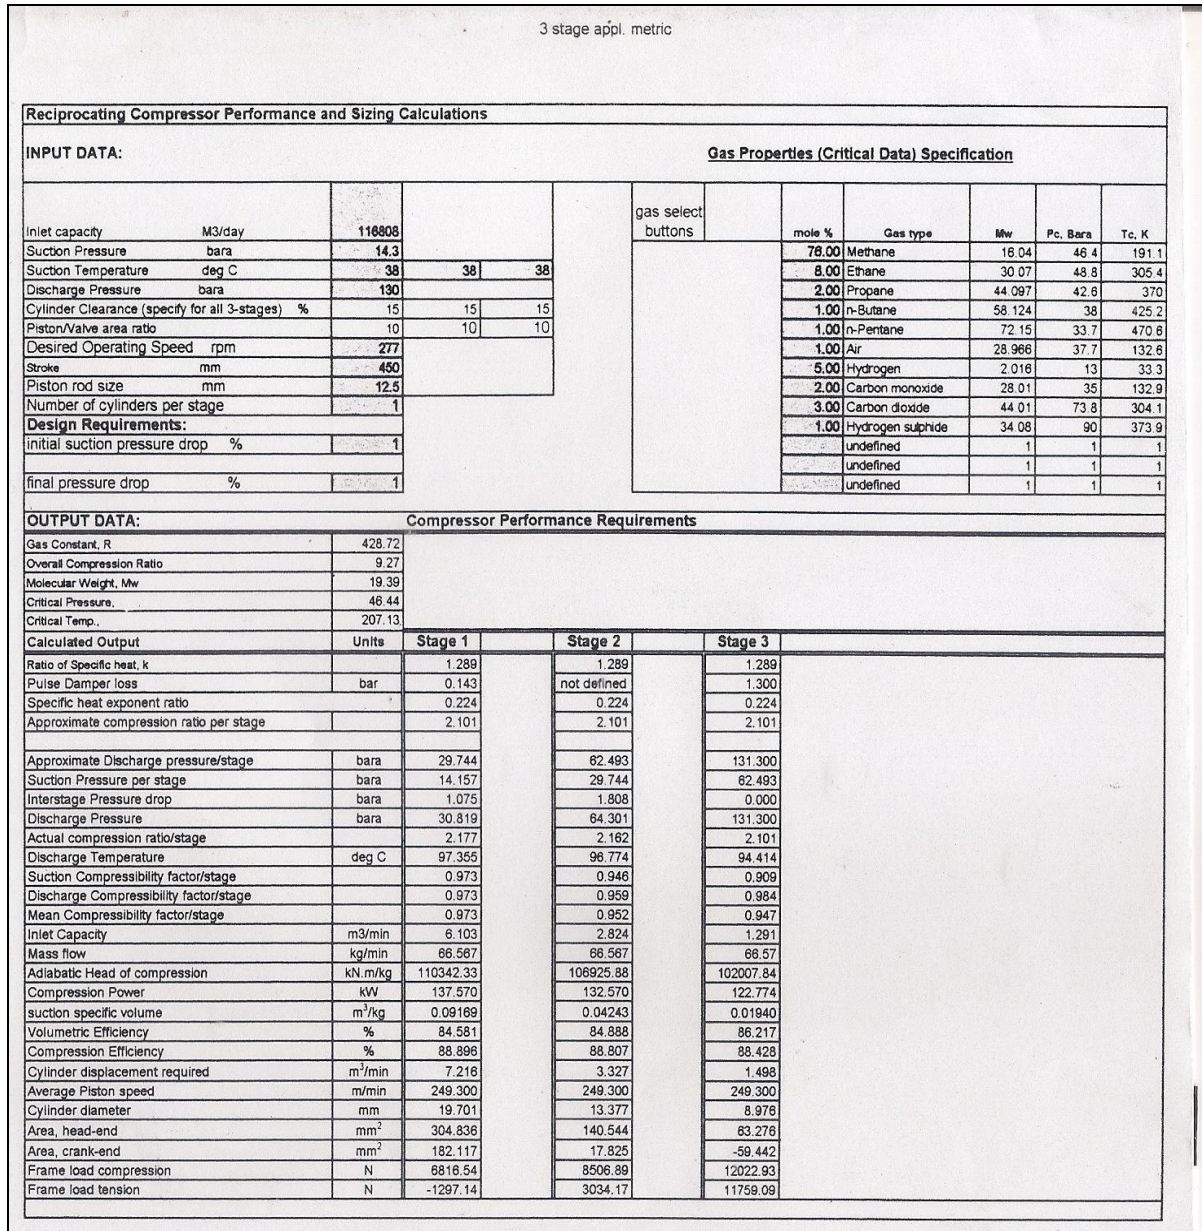 3 stage appl. metric
Reciprocating Compressor Performance and Sizing Calculations
INPUT DATA: Gas Properties (Critical Data) Specification
gas select
Inlet capacity M3/day 116808 buttons mole % Gas type Mw Pc, Bara Tc, K
Suction Pressure bara 14.3 76.00 Methane 16.04 46.4 191.1
Suction Temperature deg C 38 38 38 8.00 Ethane 30.07 48.8 305.4
Discharge Pressure bara 130 2.00 Propane 44.097 42.6 370
Cylinder Clearance (specify for all 3-stages) % 15 15 15 1.00 n-Butane 58.124 38 425.2
Piston/Valve area ratio 10 10 10 1.00 n-Pentane 72.15 33.7 470.6
Desired Operating Speed rpm 277 1.00 Air 28.966 37.7 132.6
Stroke mm 450 5.00 Hydrogen 2.016 13 33.3
Piston rod size mm 12.5 2.00 Carbon monoxide 28.01 35 132.9
Number of cylinders per stage 1 3.00 Carbon dioxide 44.01 73.8 304.1
Design Requirements: 1.00 Hydrogen sulphide 34.08 90 373.9
initial suction pressure drop % 1 undefined 1 1 1
undefined 1 1 1
final pressure drop % 1 undefined 1 1 1
OUTPUT DATA: Compressor Performance Requirements
Gas Constant, R 428.72
Overall Compression Ratio 9.27
Molecular Weight, Mw 19.39
Critical Pressure, 46.44
Critical Temp., 207.13
Calculated Output Units Stage 1 Stage 2 Stage 3
Ratio of Specific heat, k 1.289 1.289 1.289
Pulse Damper loss bar 0.143 not defined 1.300
Specific heat exponent ratio 0.224 0.224 0.224
Approximate compression ratio per stage 2.101 2.101 2.101
Approximate Discharge pressure/stage bara 29.744 62.493 131.300
Suction Pressure per stage bara 14.157 29.744 62.493
Interstage Pressure drop bara 1.075 1.808 0.000
Discharge Pressure bara 30.819 64.301 131.300
Actual compression ratio/stage 2.177 2.162 2.101
Discharge Temperature deg C 97.355 96.774 94.414
Suction Compressibility factor/stage 0.973 0.946 0.909
Discharge Compressibility factor/stage 0.973 0.959 0.984
Mean Compressibility factor/stage 0.973 0.952 0.947
Inlet Capacity m3/min 6.103 2.824 1.291
Mass flow kg/min 66.567 66.567 66.57
Adiabatic Head of compression kN.m/kg 110342.33 106925.88 102007.84
Compression Power kW 137.570 132.570 122.774
suction specific volume m³/kg 0.09169 0.04243 0.01940
Volumetric Efficiency % 84.581 84.888 86.217
Compression Efficiency % 88.896 88.807 88.428
Cylinder displacement required m³/min 7.216 3.327 1.498
Average Piston speed m/min 249.300 249.300 249.300
Cylinder diameter mm 19.701 13.377 8.976
Area, head-end mm² 304.836 140.544 63.276
Area, crank-end mm² 182.117 17.825 -59.442
Frame load compression N 6816.54 8506.89 12022.93
Frame load tension N -1297.14 3034.17 11759.09